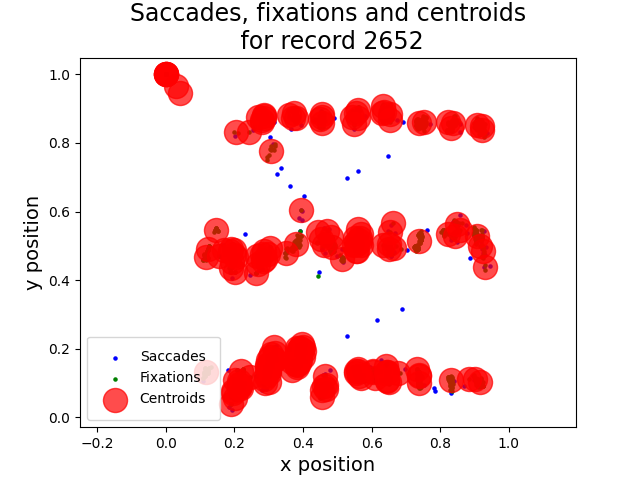 Saccades, fixations and centroids
for record 2652
1.0
0.8
0.6
0.4
0.2
0.0
y position
Saccades
Fixations
Centroids
−0.2
0.0
0.2
0.4
0.6
0.8
1.0
x position